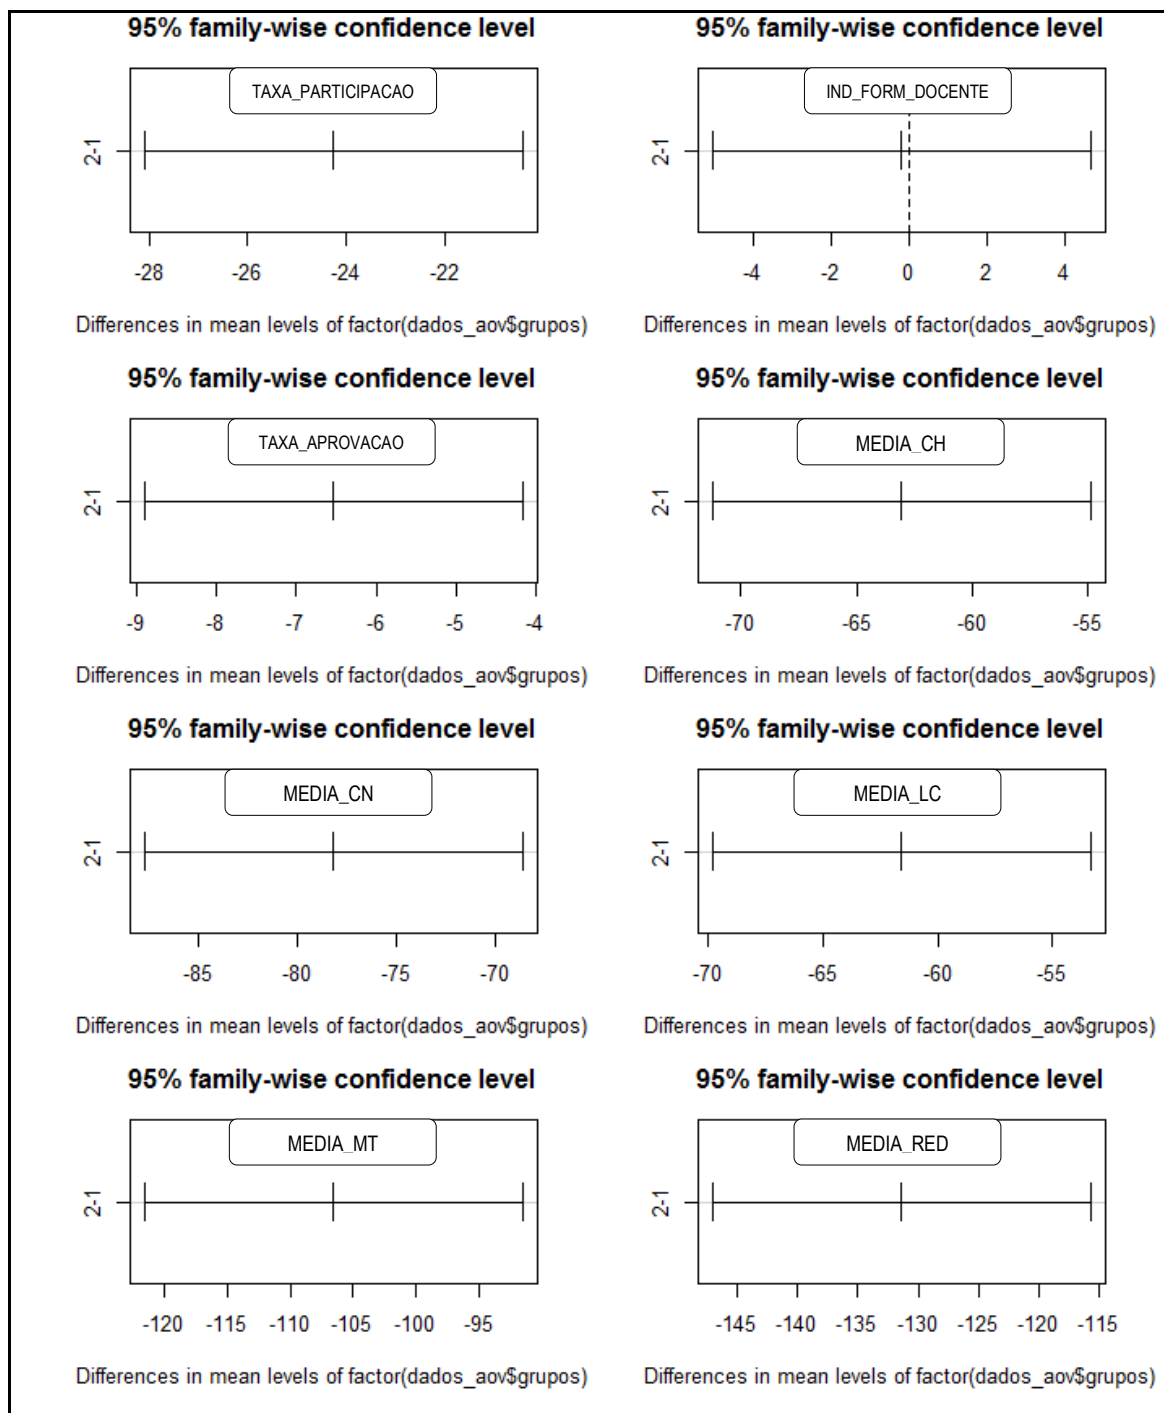 95% family-wise confidence level
TAXA_PARTICIPACAO
2-1
-28 -26 -24 -22
Differences in mean levels of factor(dados_aov$grupos)
95% family-wise confidence level
IND_FORM_DOCENTE
2-1
-4 -2 0 2 4
Differences in mean levels of factor(dados_aov$grupos)
95% family-wise confidence level
TAXA_APROVACAO
2-1
-9 -8 -7 -6 -5 -4
Differences in mean levels of factor(dados_aov$grupos)
95% family-wise confidence level
MEDIA_CH
2-1
-70 -65 -60 -55
Differences in mean levels of factor(dados_aov$grupos)
95% family-wise confidence level
MEDIA_CN
2-1
-85 -80 -75 -70
Differences in mean levels of factor(dados_aov$grupos)
95% family-wise confidence level
MEDIA_LC
2-1
-70 -65 -60 -55
Differences in mean levels of factor(dados_aov$grupos)
95% family-wise confidence level
MEDIA_MT
2-1
-120 -115 -110 -105 -100 -95
Differences in mean levels of factor(dados_aov$grupos)
95% family-wise confidence level
MEDIA_RED
2-1
-145 -140 -135 -130 -125 -120 -115
Differences in mean levels of factor(dados_aov$grupos)